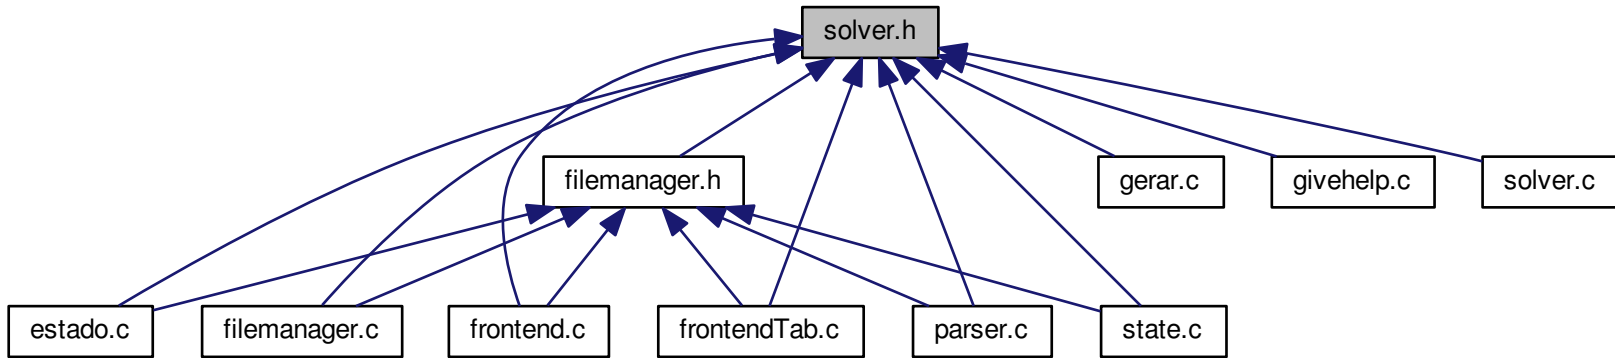 solver.h
filemanager.h
gerar.c
givehelp.c
solver.c
estado.c
filemanager.c
frontend.c
frontendTab.c
parser.c
state.c